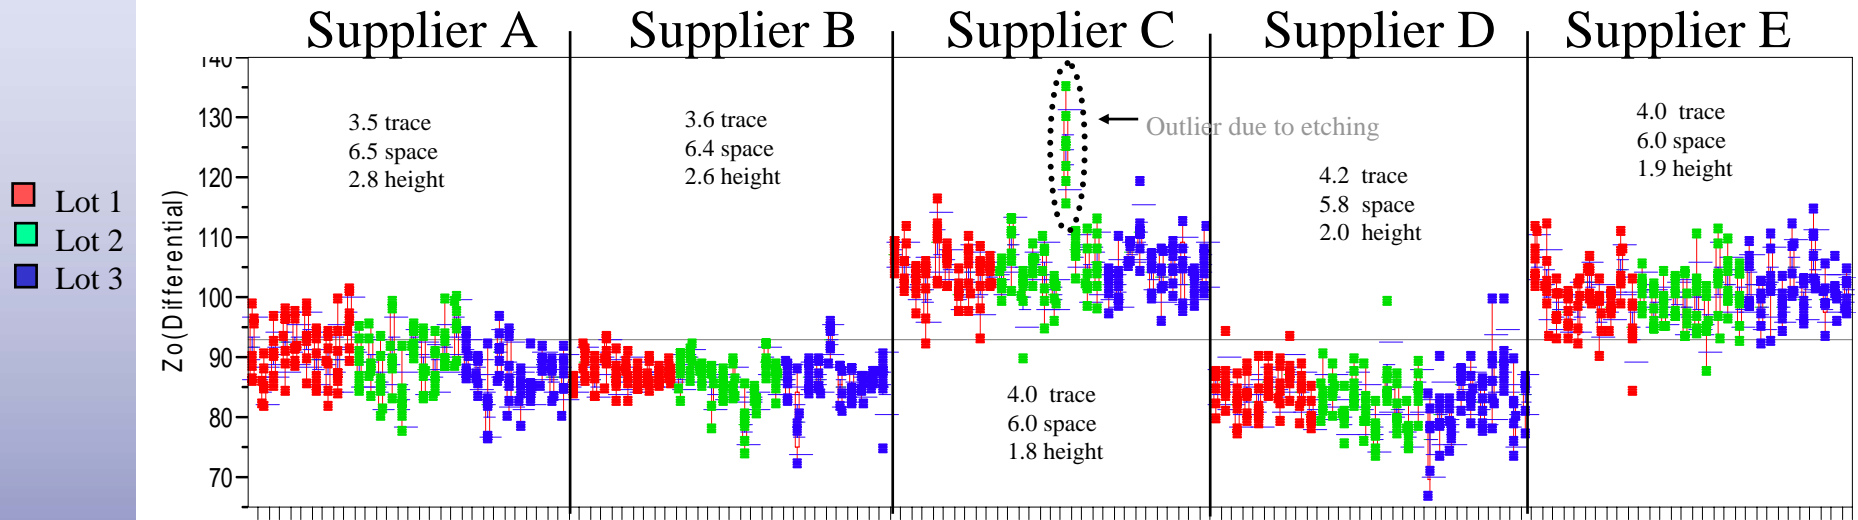 Supplier A Supplier B Supplier C Supplier D Supplier E
Lot 1
Lot 2
Lot 3
Zo(Differential)
140
130
120
110
100
90
80
70
3.5 trace
6.5 space
2.8 height
3.6 trace
6.4 space
2.6 height
Outlier due to etching
4.0 trace
6.0 space
1.8 height
4.2 trace
5.8 space
2.0 height
4.0 trace
6.0 space
1.9 height